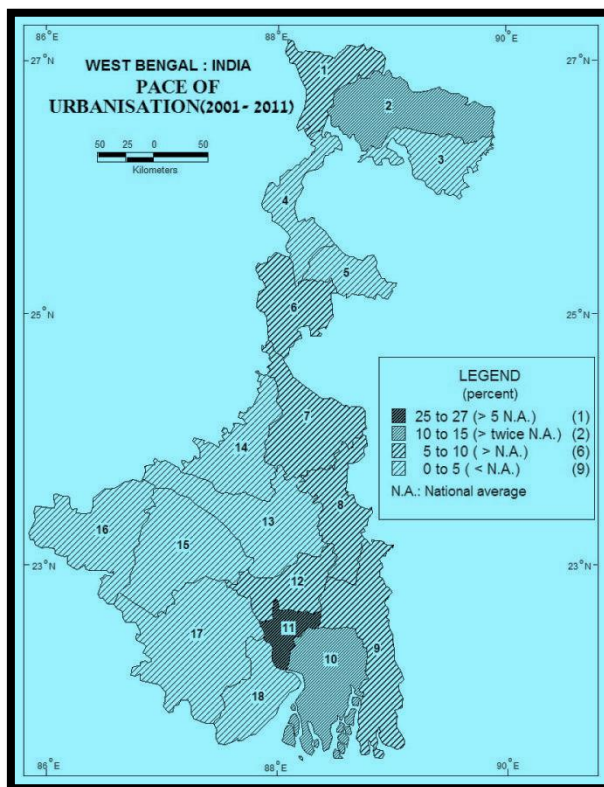 86°E
88°E
90°E
27°N
27°N
WEST BENGAL : INDIA
PACE OF
URBANISATION(2001- 2011)
50 25 0 50
Kilometers
1
2
3
4
5
6
25°N
25°N
LEGEND
(percent)
25 to 27 (> 5 N.A.) (1)
10 to 15 (> twice N.A.) (2)
5 to 10 ( > N.A.) (6)
0 to 5 ( < N.A.) (9)
N.A.: National average
7
14
8
16
13
15
23°N
23°N
12
11
17
10
9
18
86°E
88°E
90°E